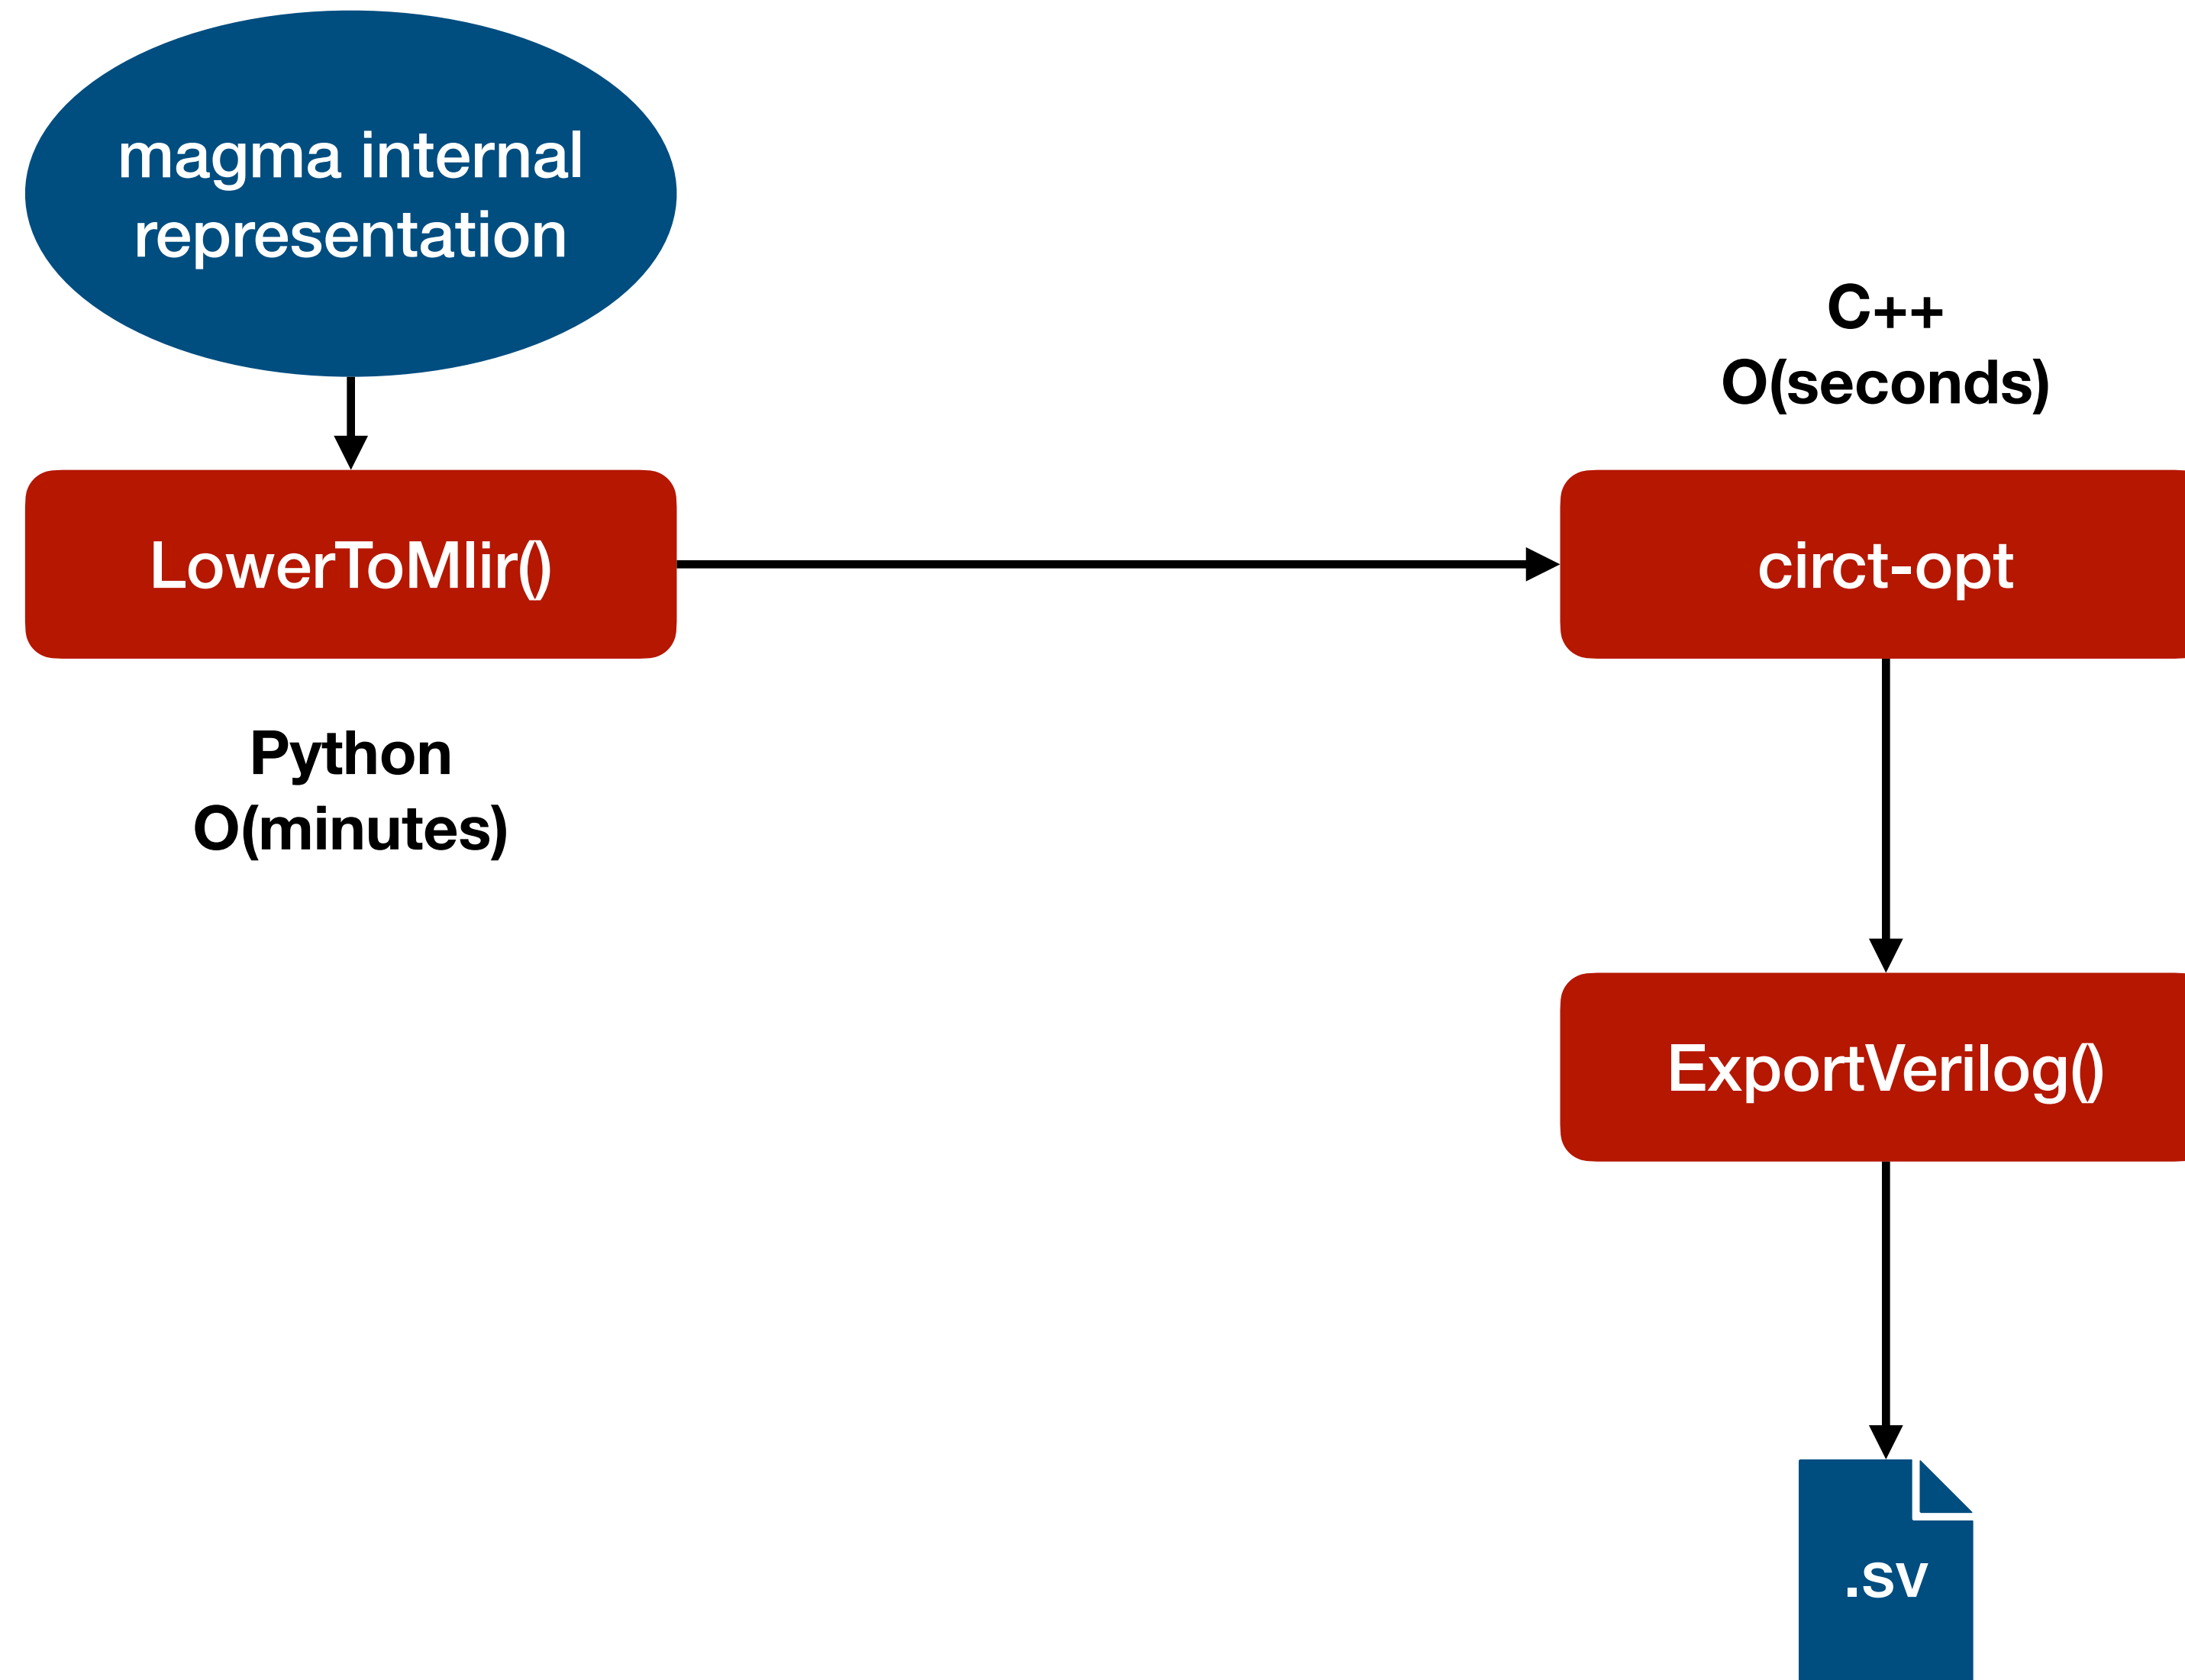 magma internal
representation
C++
O(seconds)
LowerToMlir()
circt-opt
Python
O(minutes)
ExportVerilog()
.sv